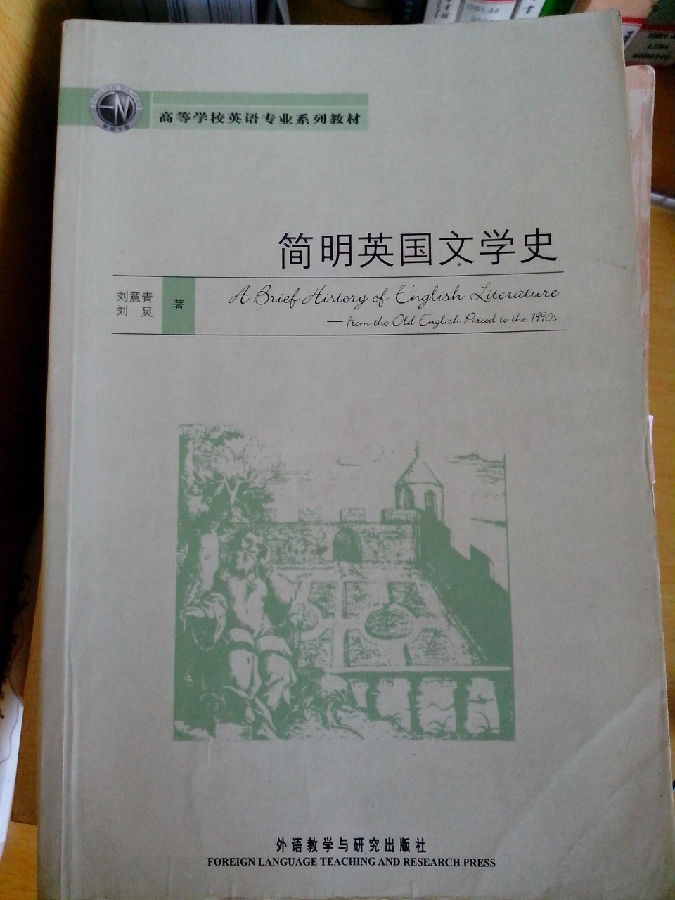 高等学校英语专业系列教材
简明英国文学史
刘意青
刘炅
著
A Brief History of English Literature
—From the Old English Period to the 1990s
外语教学与研究出版社
FOREIGN LANGUAGE TEACHING AND RESEARCH PRESS